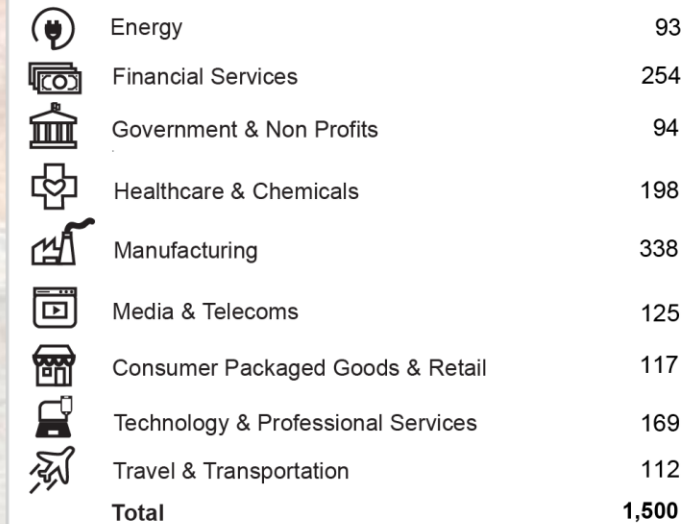 Energy 93
Financial Services 254
Government & Non Profits 94
Healthcare & Chemicals 198
Manufacturing 338
Media & Telecoms 125
Consumer Packaged Goods & Retail 117
Technology & Professional Services 169
Travel & Transportation 112
Total 1,500